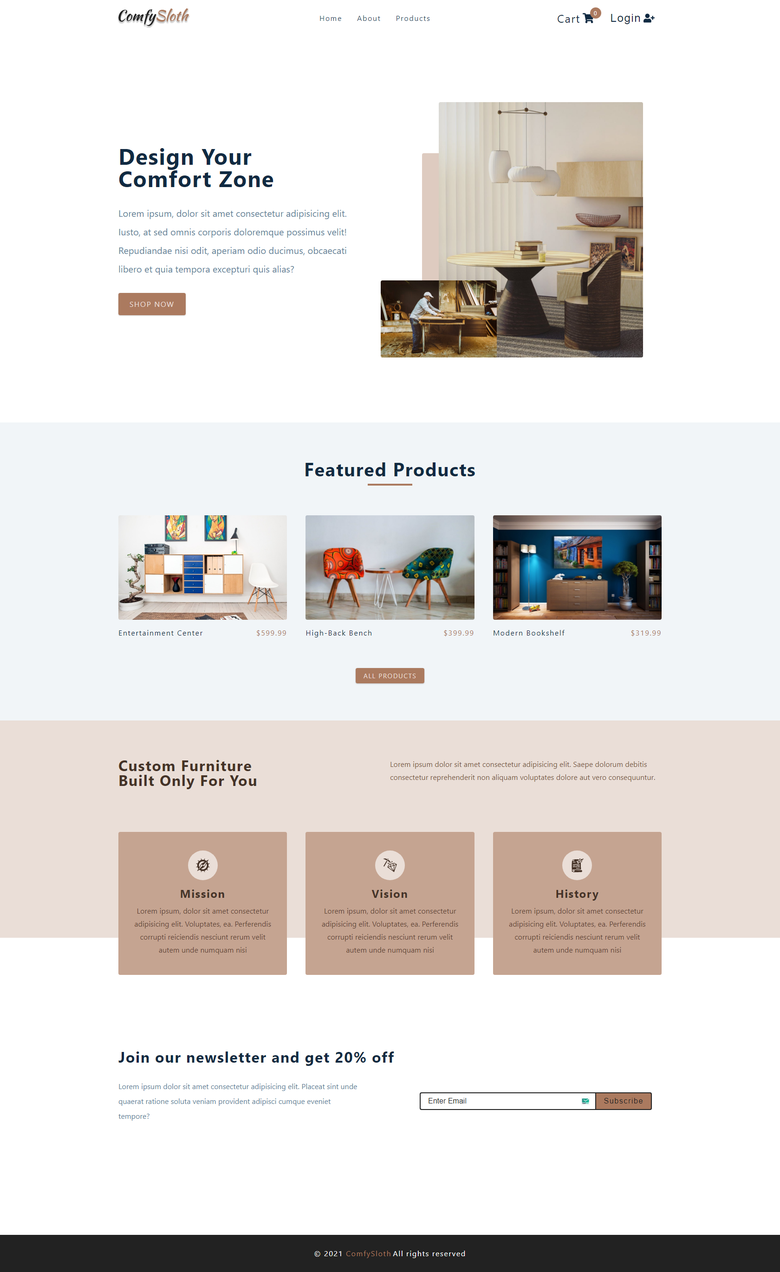 ComfySloth
Home About Products
Cart 0 Login
Design Your
Comfort Zone
Lorem ipsum, dolor sit amet consectetur adipisicing elit.
Iusto, at sed omnis corporis doloremque possimus velit!
Repudiandae nisi odit, aperiam odio ducimus, obcaecati
libero et quia tempora excepturi quis alias?
SHOP NOW
Featured Products
Entertainment Center $599.99
High-Back Bench $399.99
Modern Bookshelf $319.99
ALL PRODUCTS
Custom Furniture
Built Only For You
Lorem ipsum dolor sit amet consectetur adipisicing elit. Saepe dolorum debitis
consectetur reprehenderit non aliquam voluptates dolore aut vero consequuntur.
Mission
Lorem ipsum, dolor sit amet consectetur
adipisicing elit. Voluptates, ea. Perferendis
corrupti reiciendis nesciunt rerum velit
autem unde numquam nisi
Vision
Lorem ipsum, dolor sit amet consectetur
adipisicing elit. Voluptates, ea. Perferendis
corrupti reiciendis nesciunt rerum velit
autem unde numquam nisi
History
Lorem ipsum, dolor sit amet consectetur
adipisicing elit. Voluptates, ea. Perferendis
corrupti reiciendis nesciunt rerum velit
autem unde numquam nisi
Join our newsletter and get 20% off
Lorem ipsum dolor sit amet consectetur adipisicing elit. Placeat sint unde
quaerat ratione soluta veniam provident adipisci cumque eveniet
tempore?
Enter Email Subscribe
© 2021 ComfySloth All rights reserved